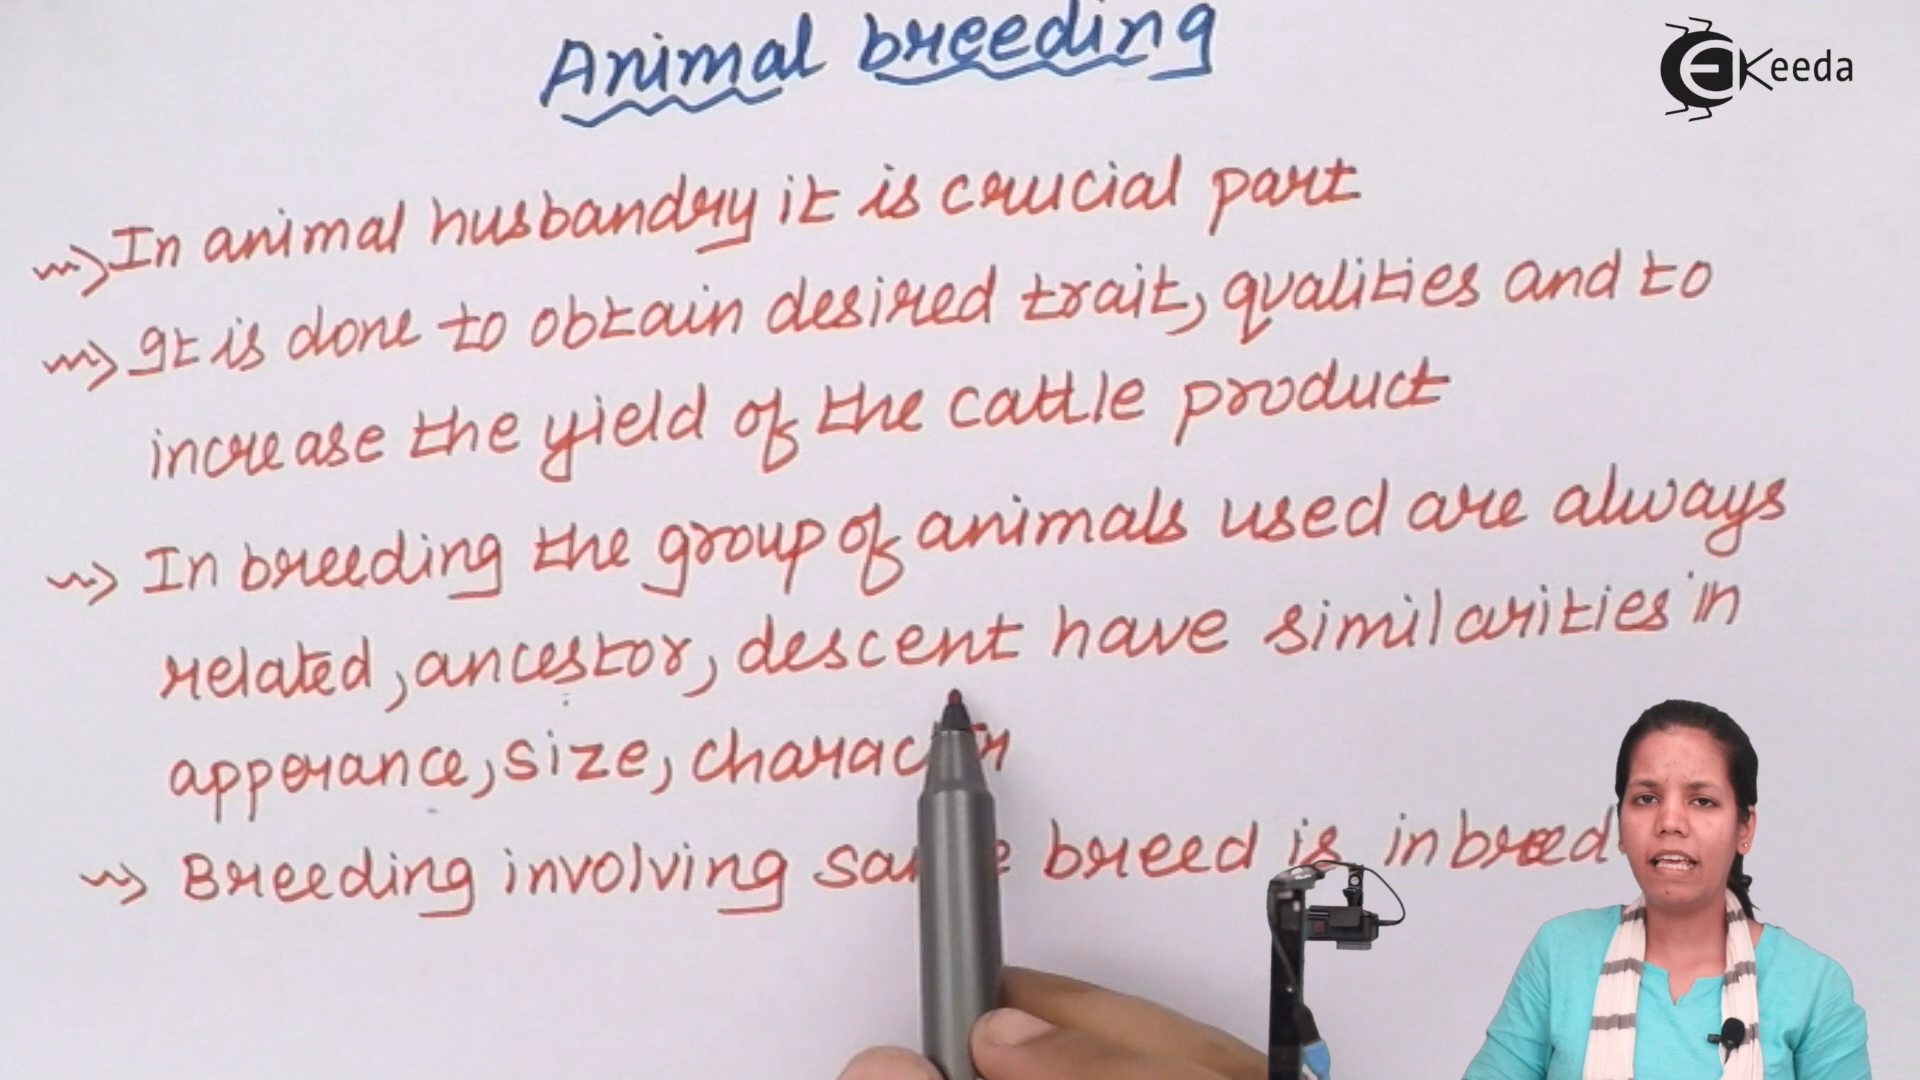 Animal breeding
EKeeda
In animal husbandry it is crucial part
It is done to obtain desired trait, qualities and to
increase the yield of the cattle product
In breeding the group of animals used are always
related, ancestor, descent have similarities in
apperance, size,
Breeding involving breed is inbreed